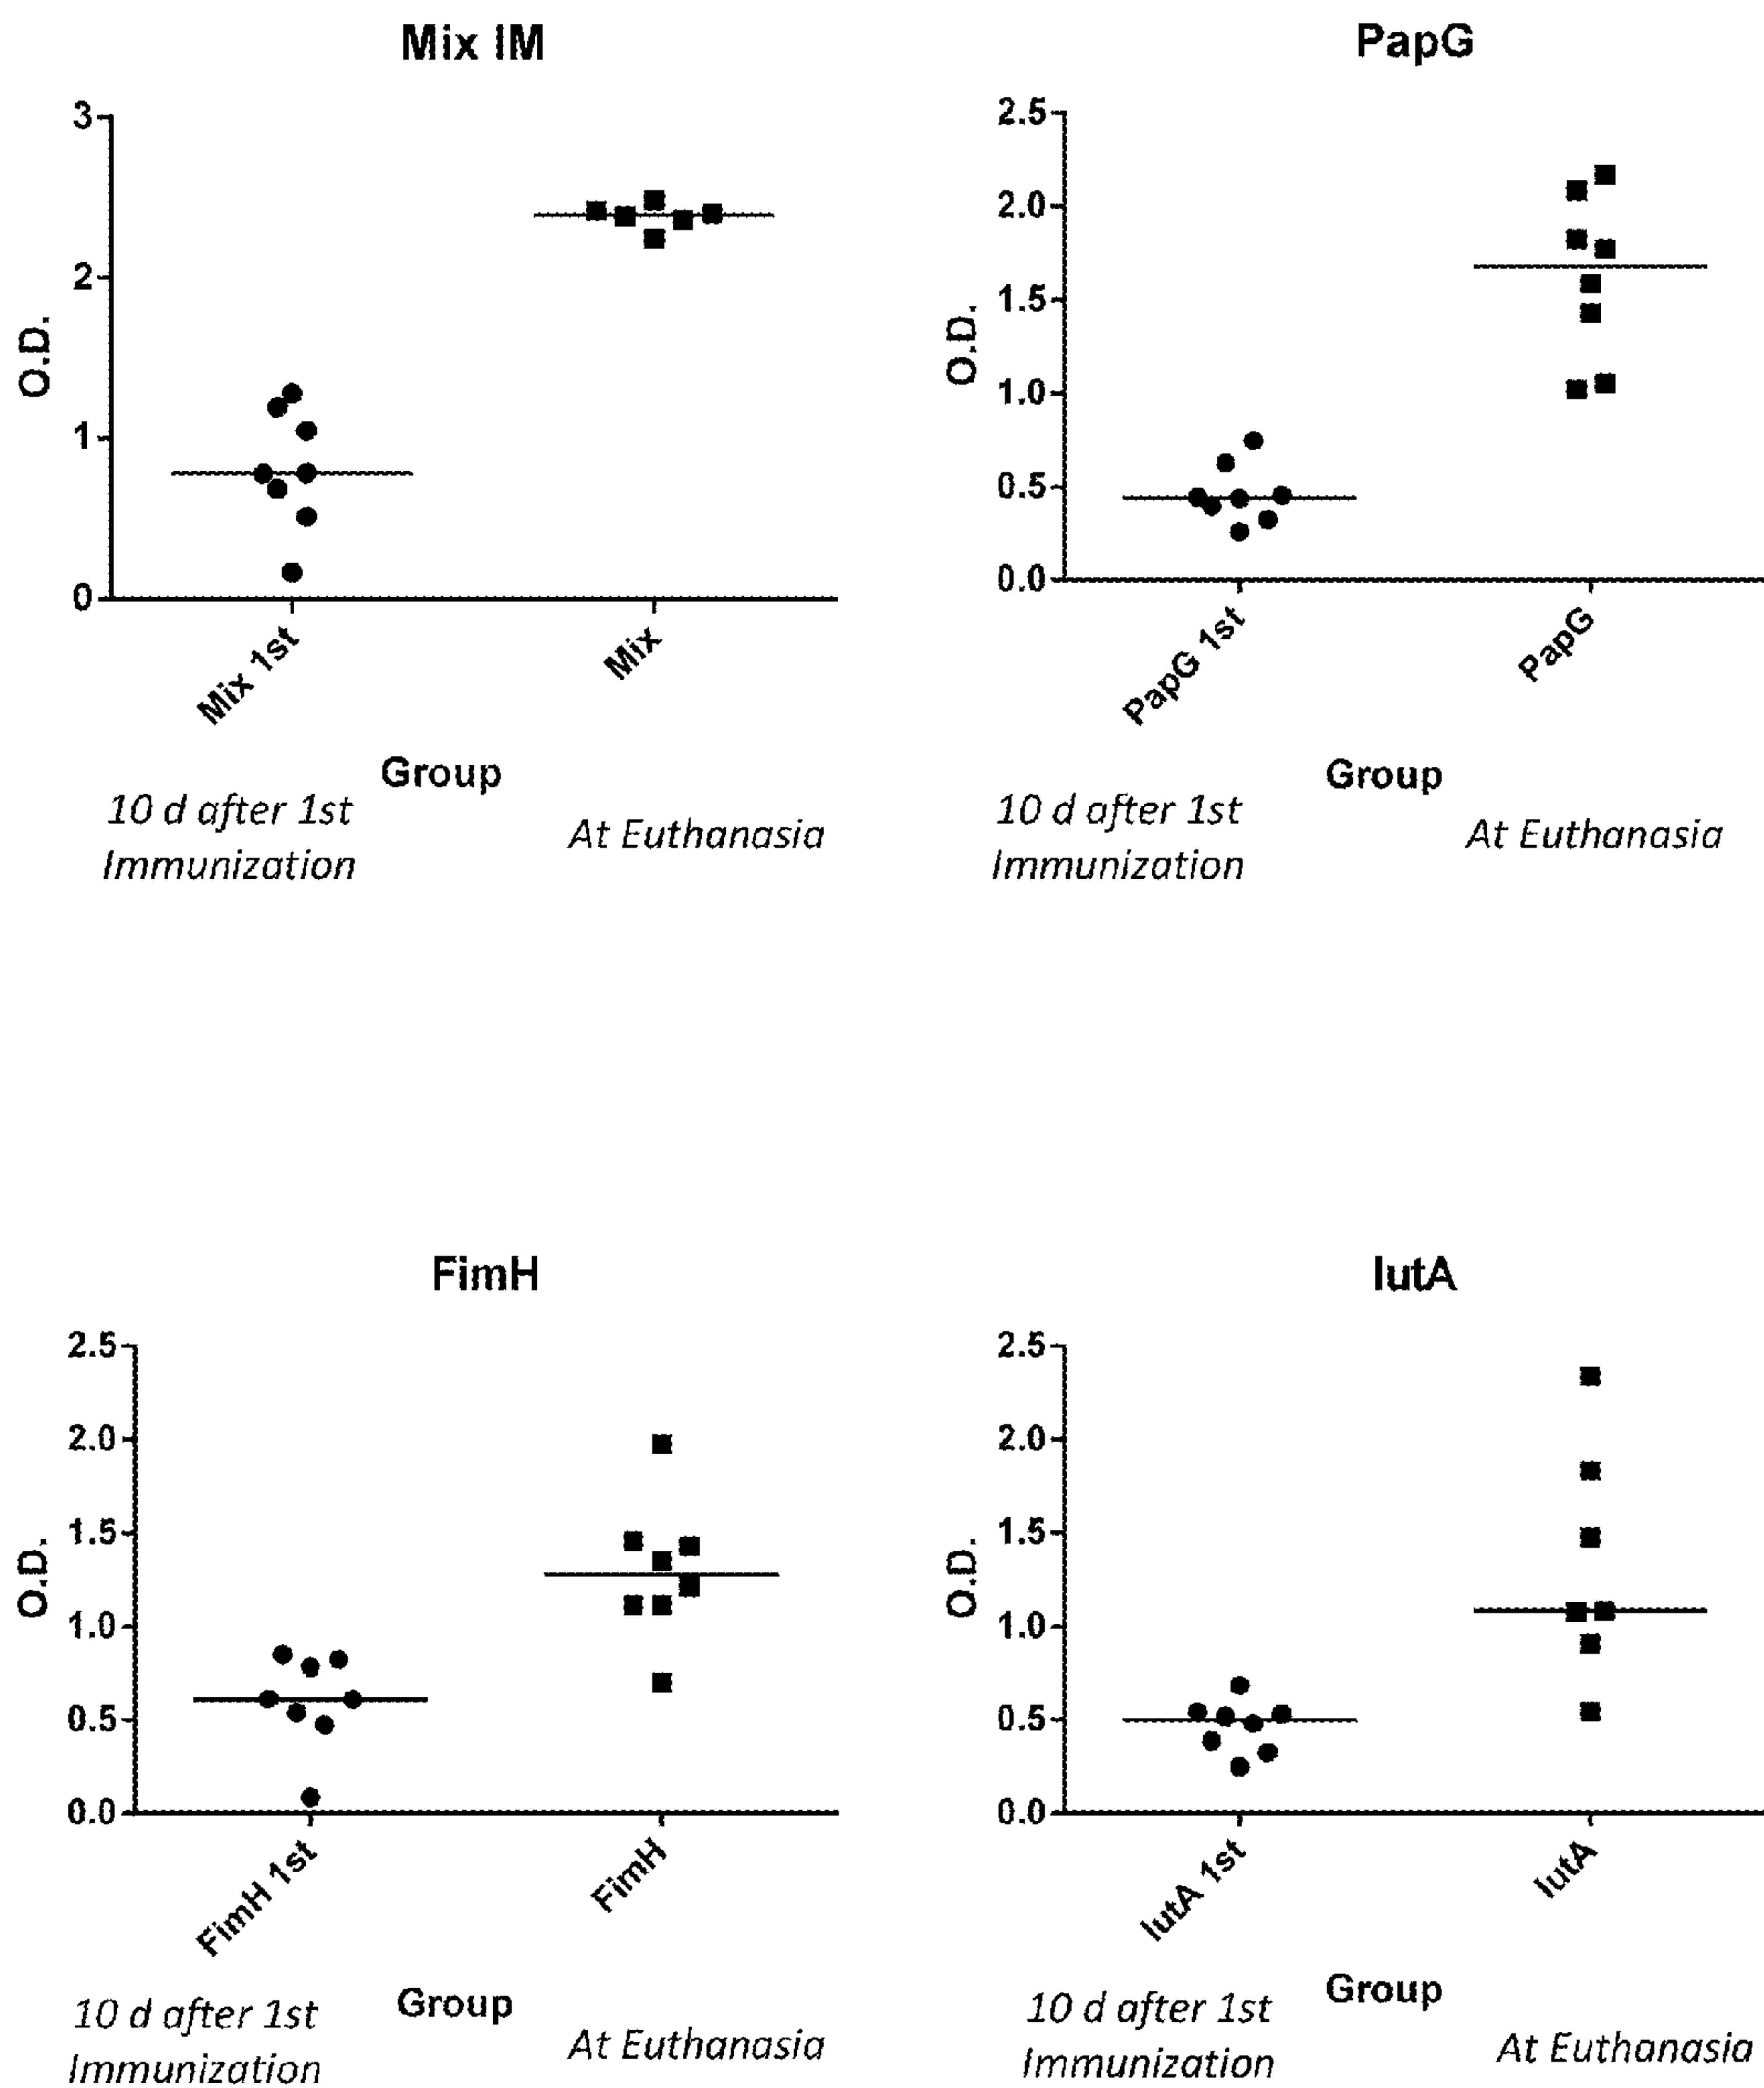 Mix IM
3
2
1
0
O.D.
Mix 1st
Mix
Group
10 d after 1st
Immunization
At Euthanasia
PapG
2.5
2.0
1.5
1.0
0.5
0.0
O.D.
PapG 1st
PapG
Group
10 d after 1st
Immunization
At Euthanasia
FimH
2.5
2.0
1.5
1.0
0.5
0.0
O.D.
FimH 1st
FimH
Group
10 d after 1st
Immunization
At Euthanasia
IutA
2.5
2.0
1.5
1.0
0.5
0.0
O.D.
IutA 1st
IutA
Group
10 d after 1st
Immunization
At Euthanasia